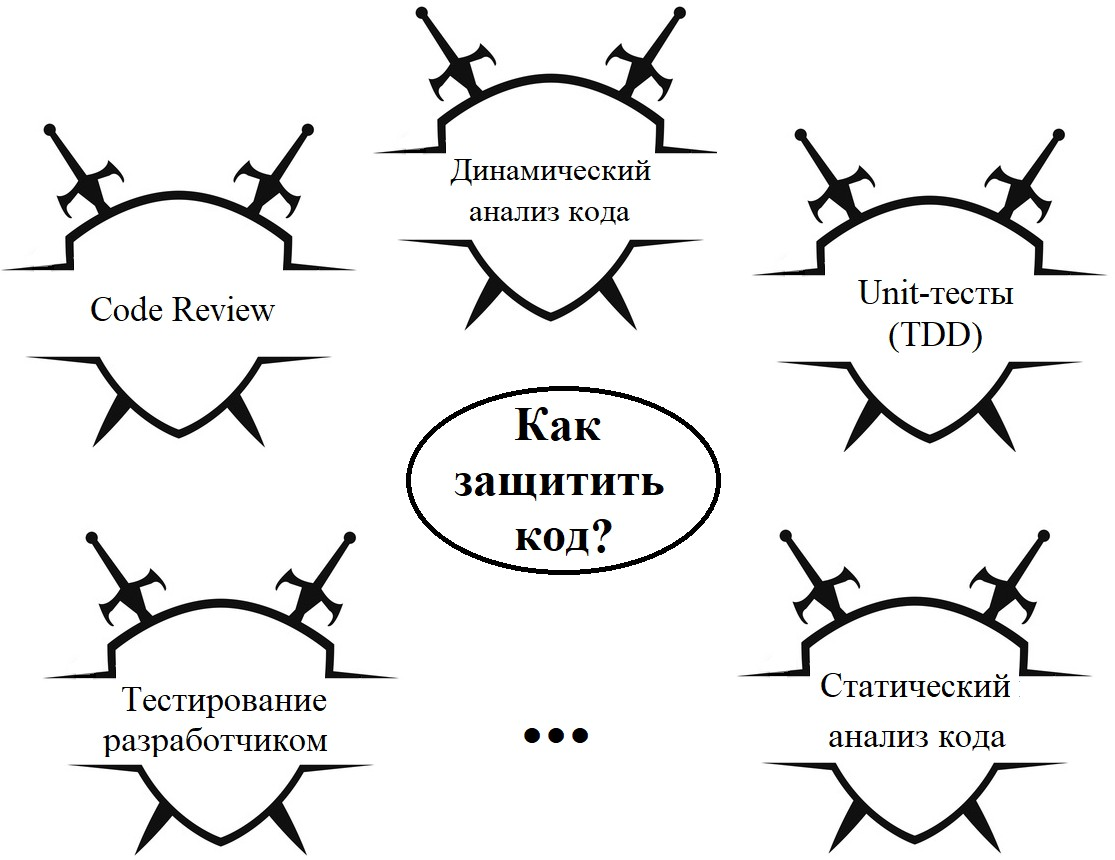 Динамический
анализ кода
Code Review
Unit-тесты
(TDD)
Как
защитить
код?
Тестирование
разработчиком
...
Статический
анализ кода